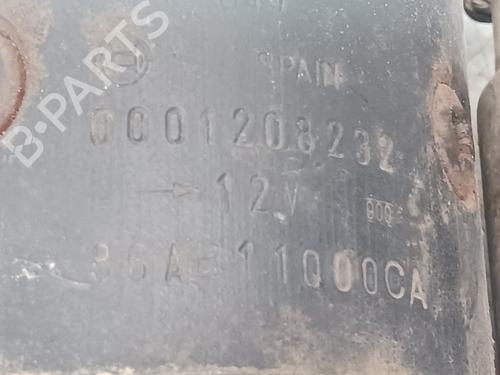 SPAIN
0001208232
→ 12V
86AB11000CA
B-PARTS